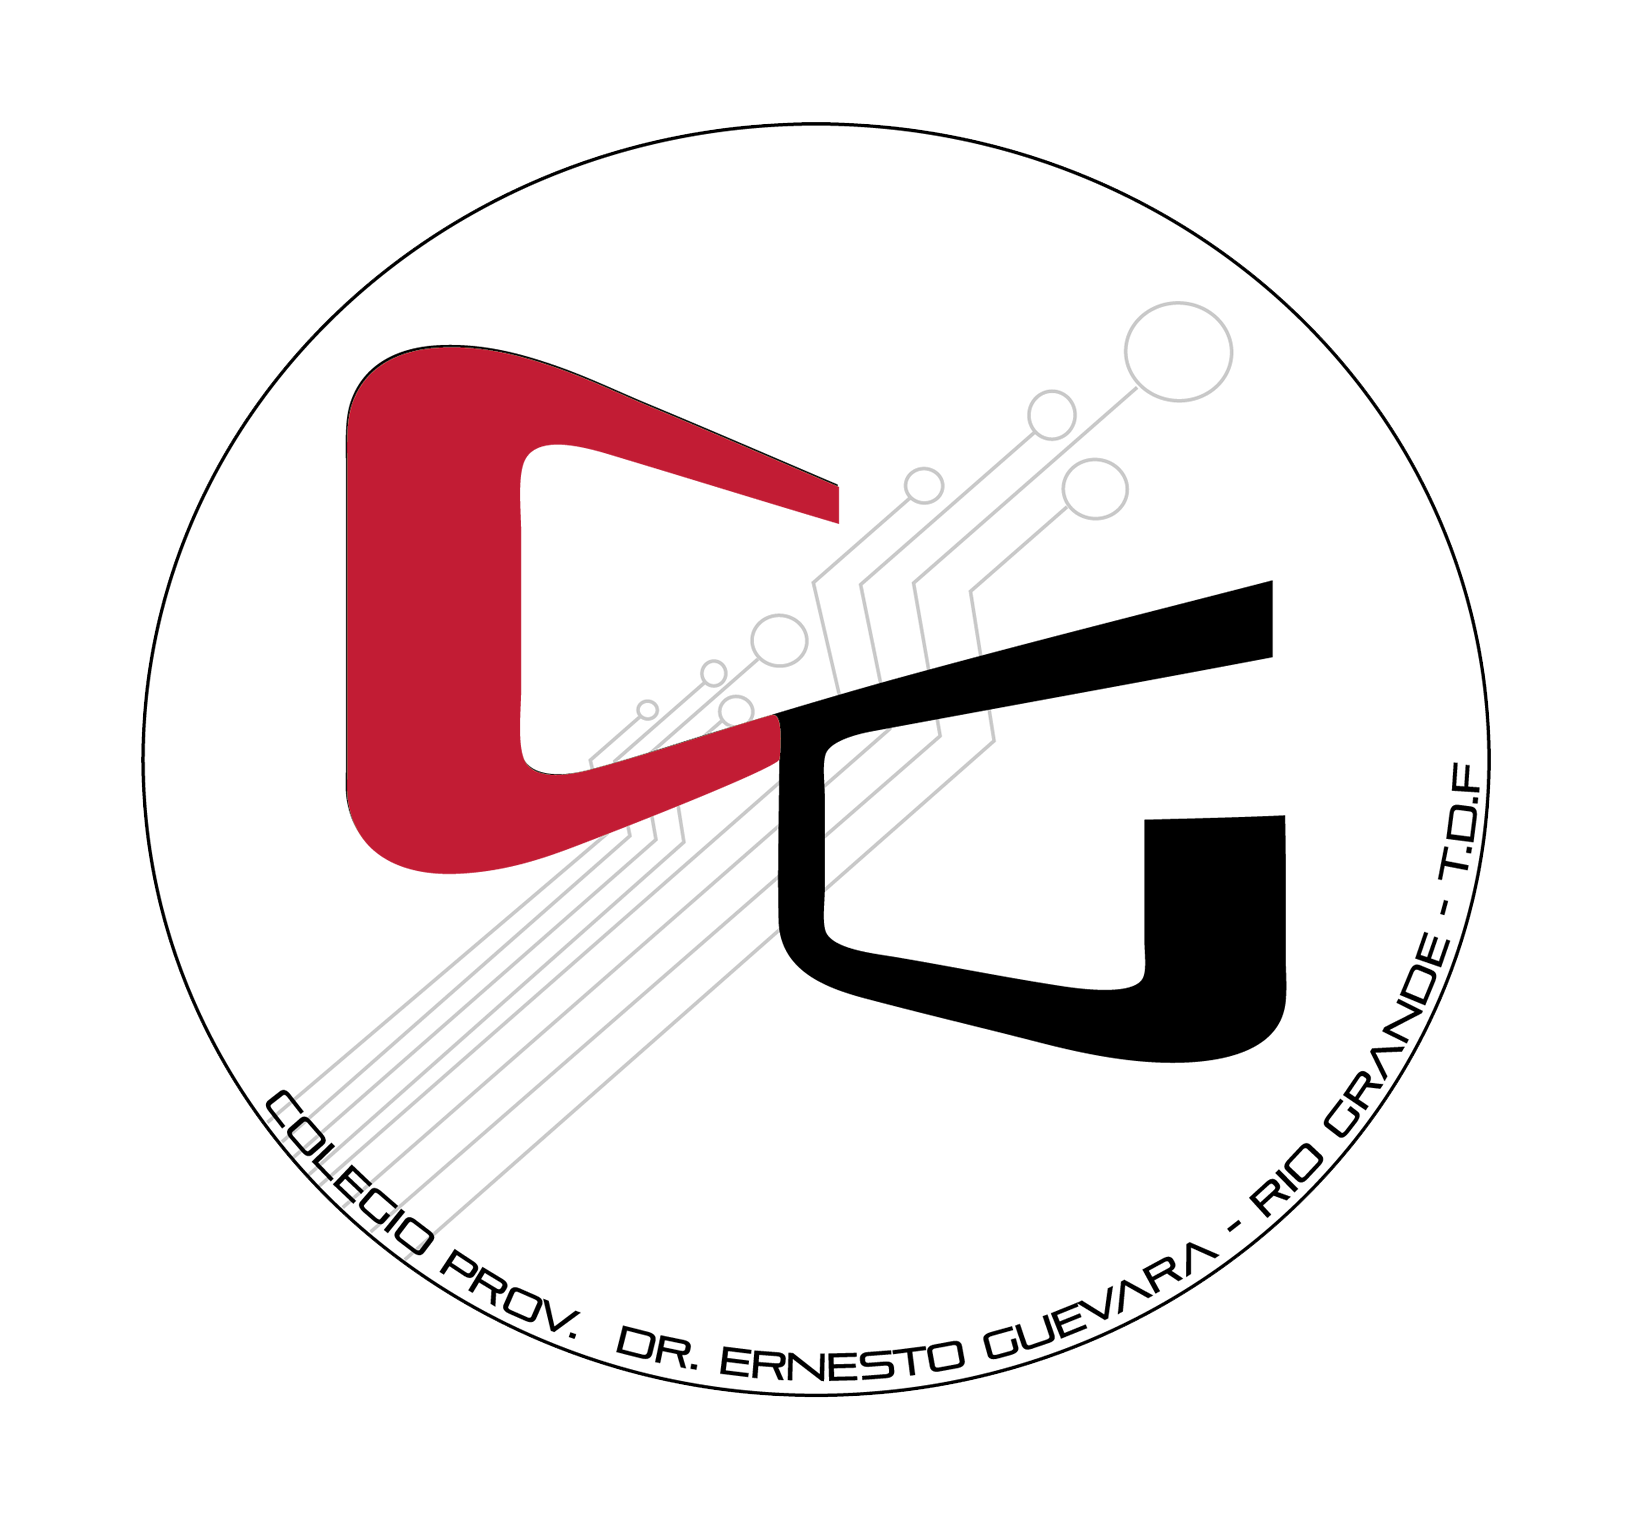 COLEGIO PROV. DR. ERNESTO GUEVARA - RIO GRANDE - T.D.F